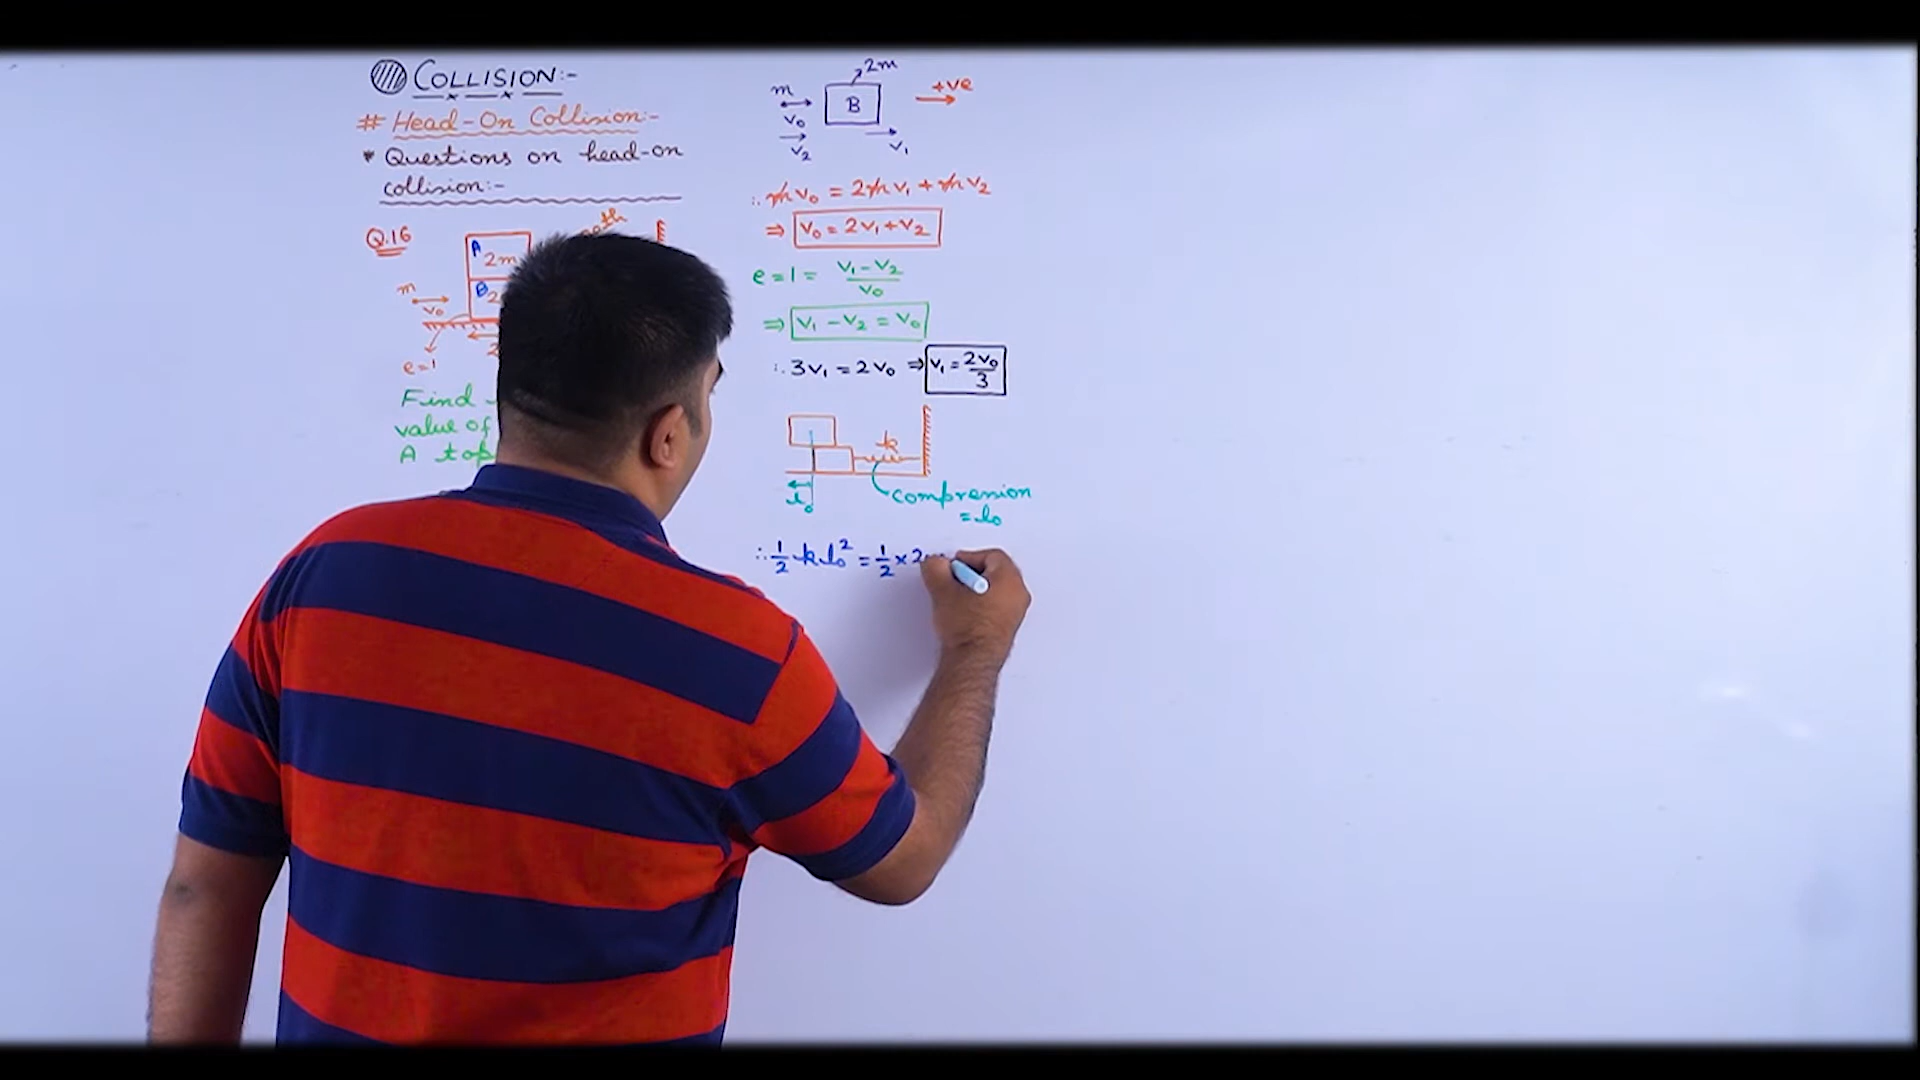 COLLISION:-
# Head-On Collision:-
* Questions on head-on
collision:-
Q.16
A
2m
B
2
m
v₀
e=1
Find
value of
A top
2m
m
B
+ve
v₀
v₂
v₁
∴ mv₀ = 2mv₁ + mv₂
⇒ v₀ = 2v₁+v₂
e=1= (v₁-v₂)/v₀
⇒ v₁ - v₂ = v₀
∴ 3v₁ = 2v₀ ⇒ v₁ = 2v₀/3
k
l₀
compression
= l₀
∴ 1/2 kl₀² = 1/2 × 2m